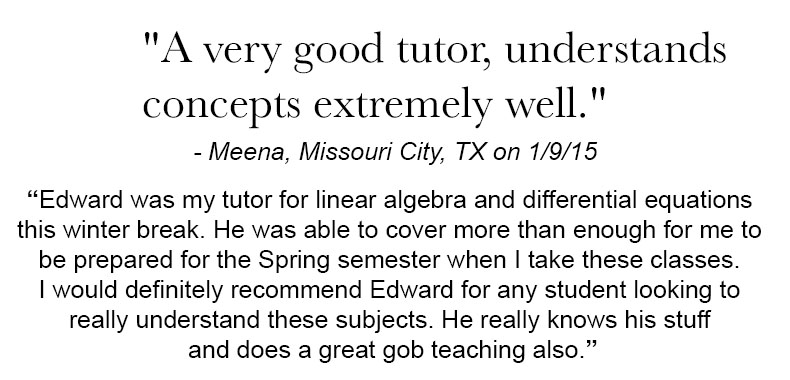 "A very good tutor, understands
concepts extremely well."
- Meena, Missouri City, TX on 1/9/15
“Edward was my tutor for linear algebra and differential equations
this winter break. He was able to cover more than enough for me to
be prepared for the Spring semester when I take these classes.
I would definitely recommend Edward for any student looking to
really understand these subjects. He really knows his stuff
and does a great gob teaching also.”